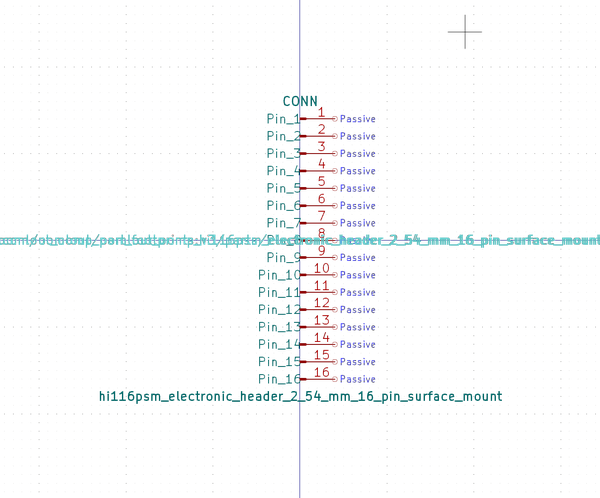 CONN
Pin_1 1 Passive
Pin_2 2 Passive
Pin_3 3 Passive
Pin_4 4 Passive
Pin_5 5 Passive
Pin_6 6 Passive
Pin_7 7 Passive
8 header_2_54_mm_16_pin_surface_mount
Pin_9 9 Passive
Pin_10 10 Passive
Pin_11 11 Passive
Pin_12 12 Passive
Pin_13 13 Passive
Pin_14 14 Passive
Pin_15 15 Passive
Pin_16 16 Passive
hi116psm_electronic_header_2_54_mm_16_pin_surface_mount